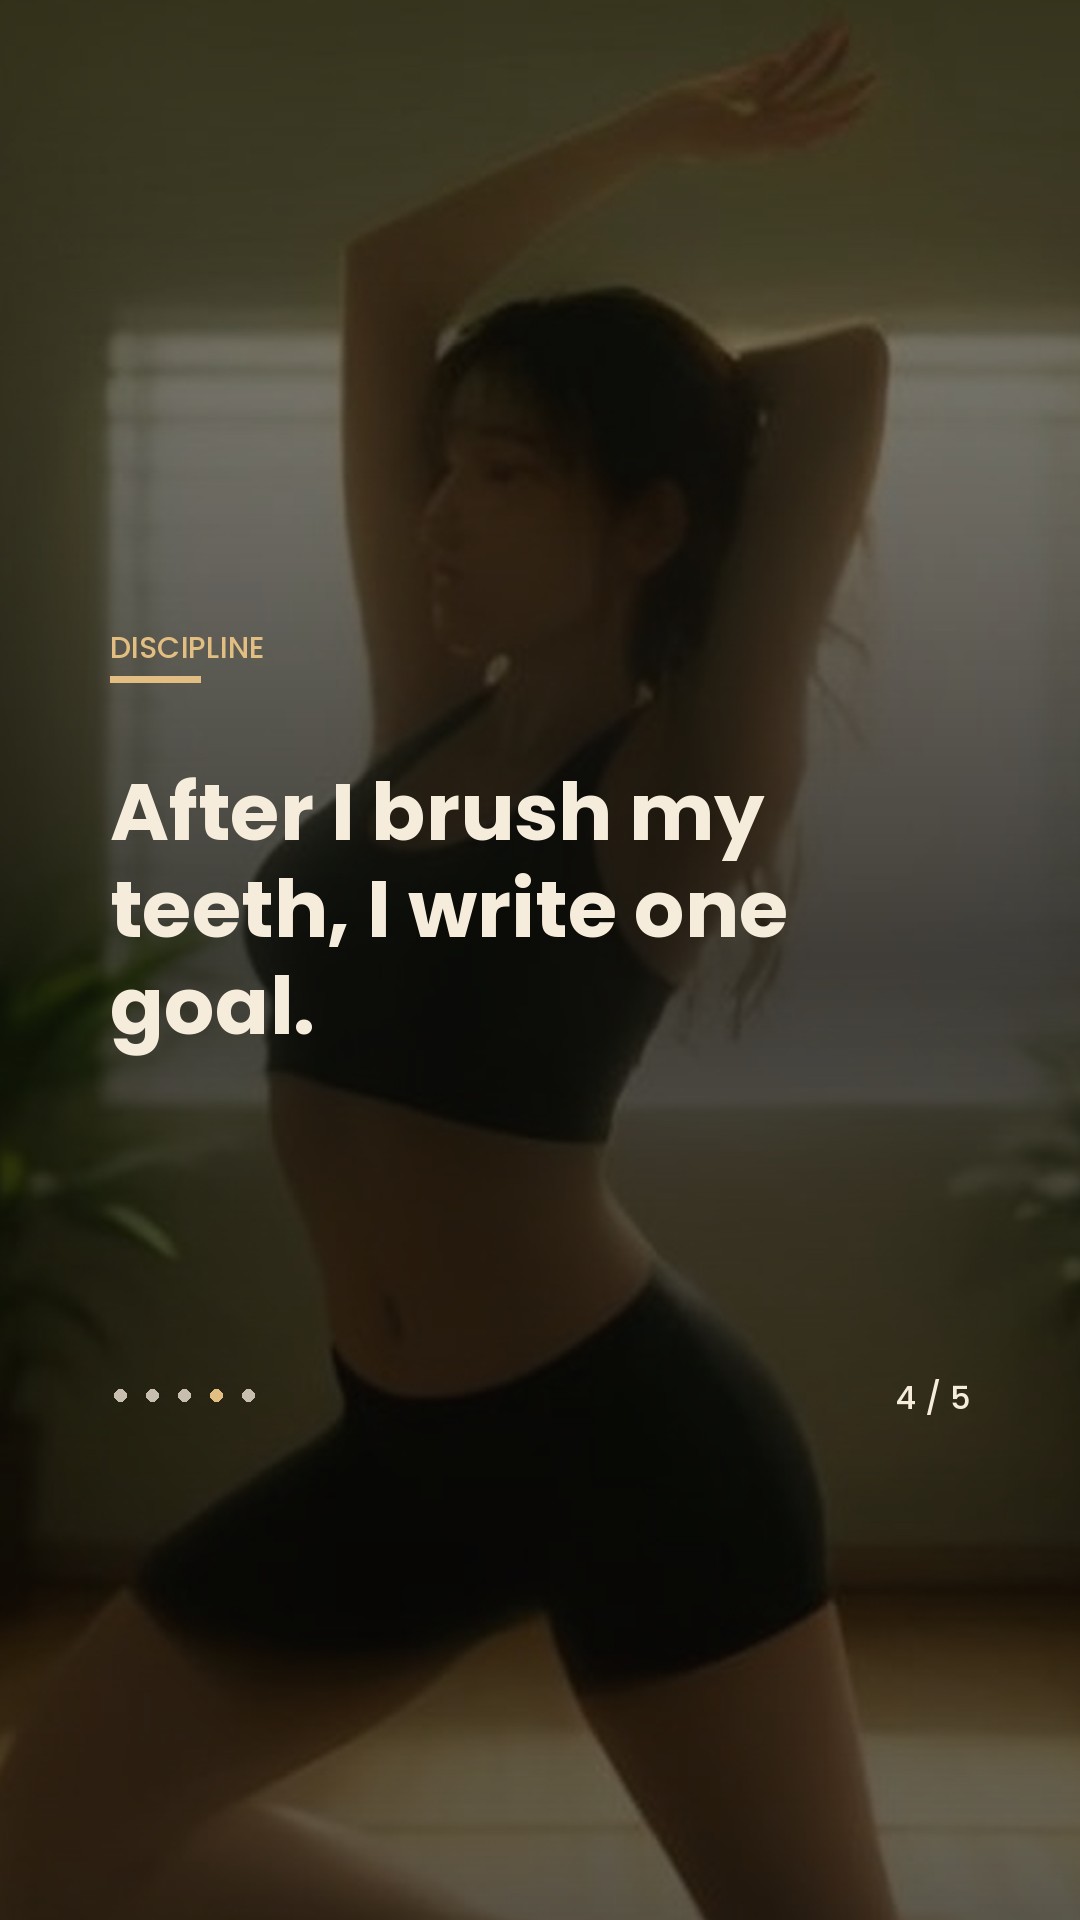 DISCIPLINE
After I brush my
teeth, I write one
goal.
4 / 5